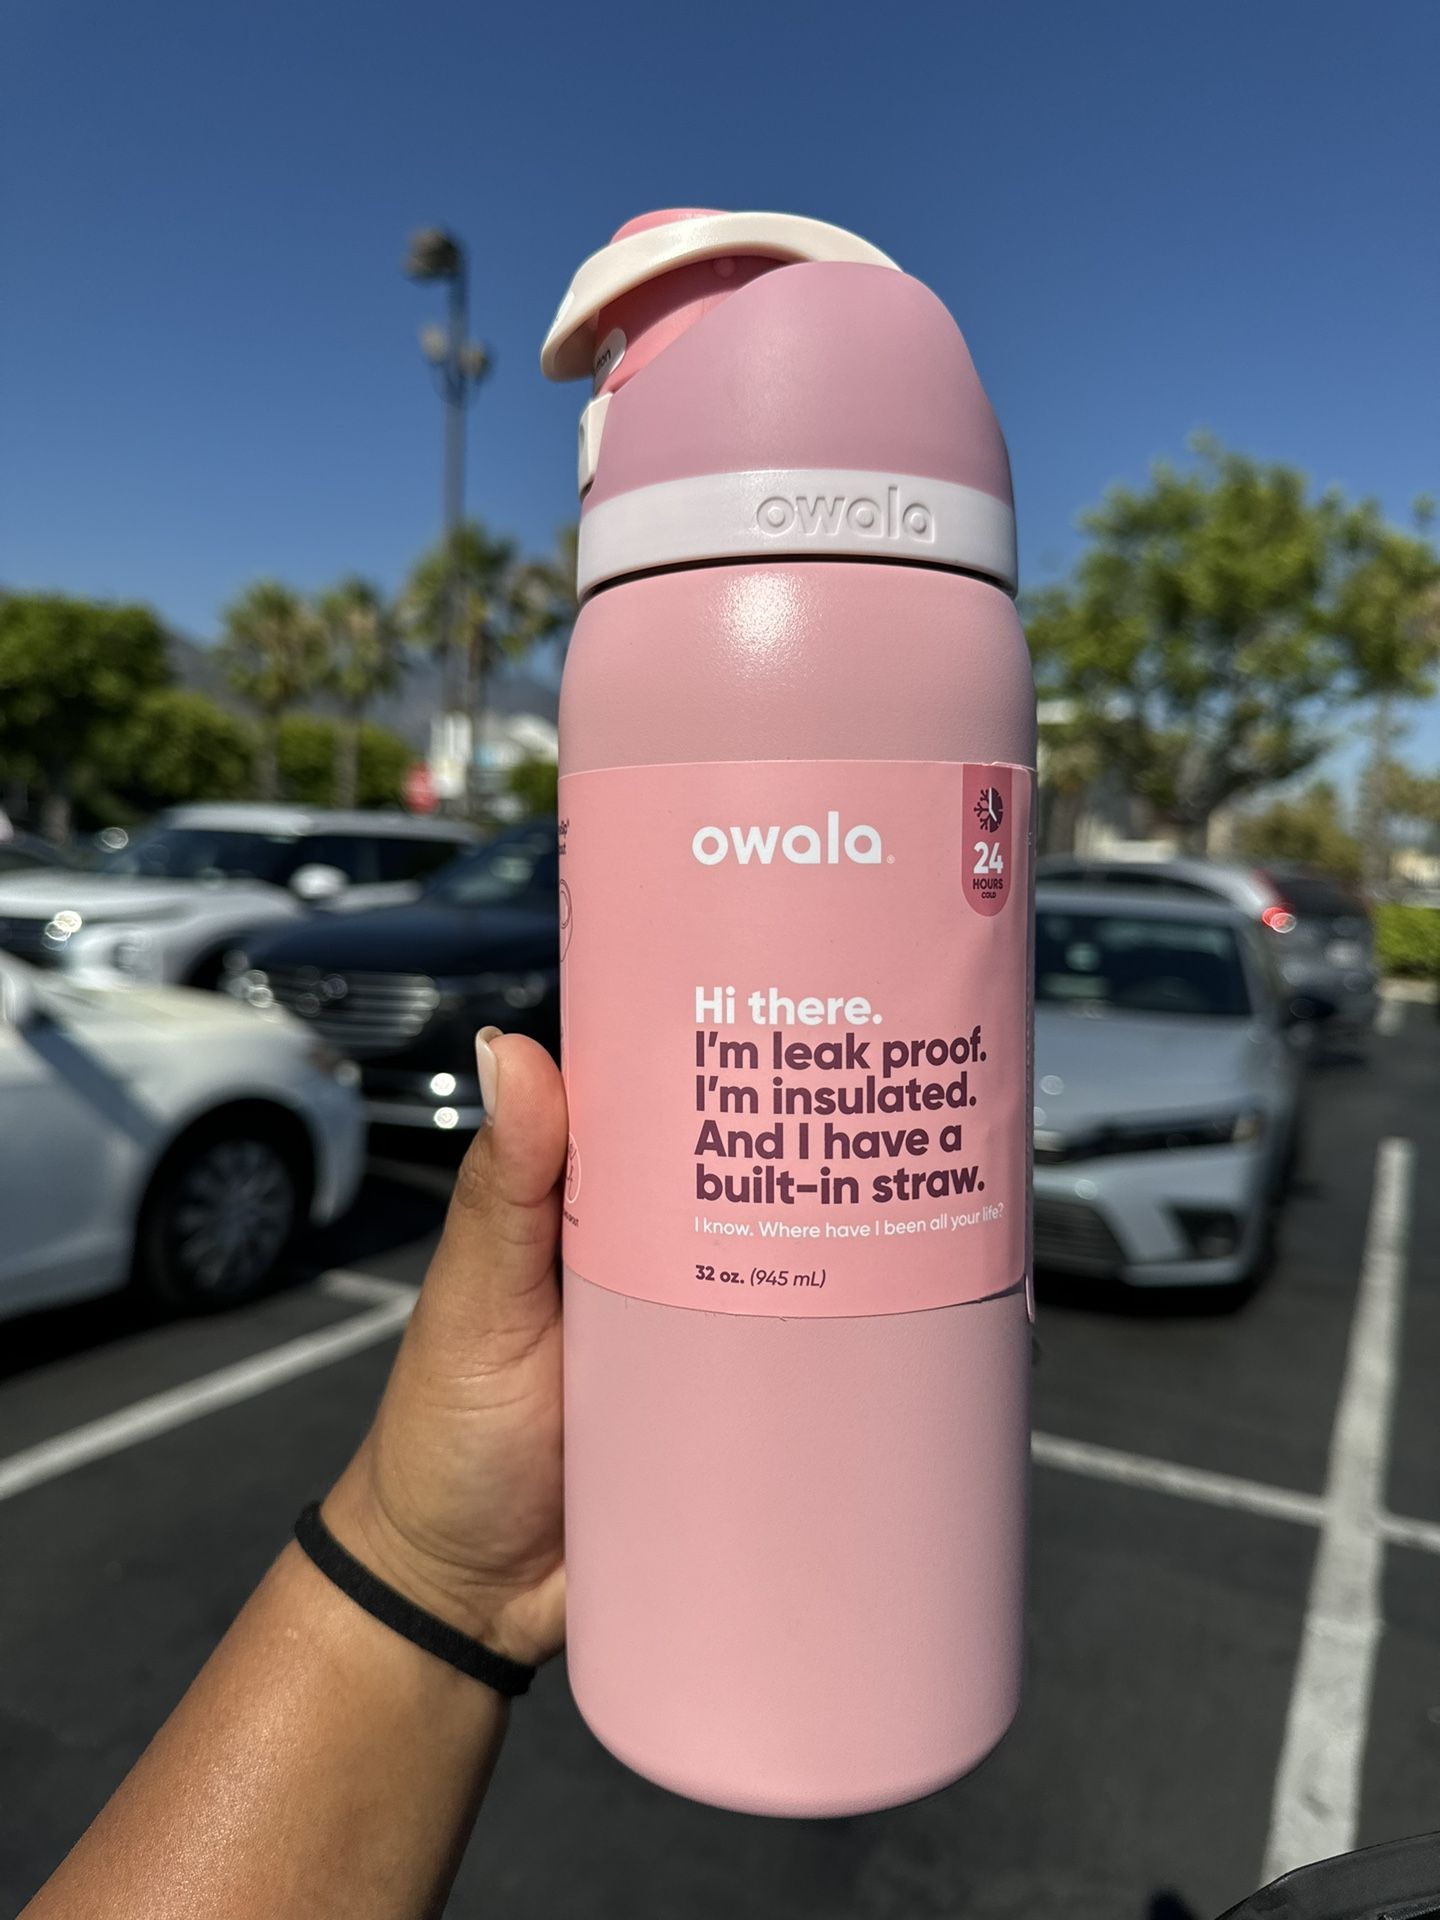 owala
owala
24
HOURS
COLD
Hi there.
I'm leak proof.
I'm insulated.
And I have a
built-in straw.
I know. Where have I been all your life?
32 oz. (945 mL)